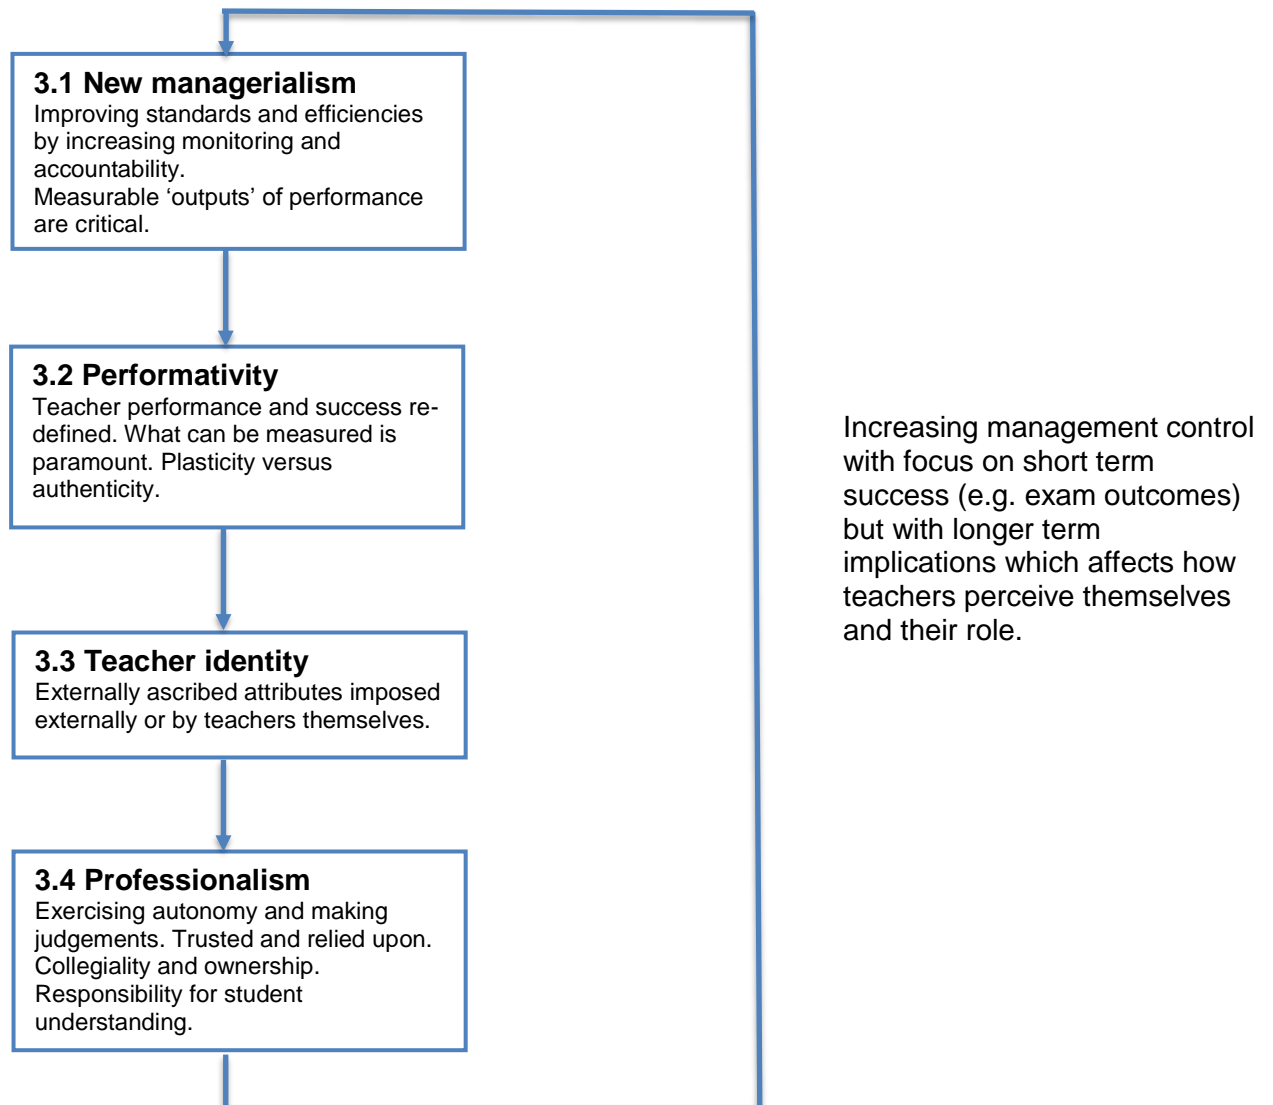 3.1 New managerialism
Improving standards and efficiencies
by increasing monitoring and
accountability.
Measurable ‘outputs’ of performance
are critical.
3.2 Performativity
Teacher performance and success re-
defined. What can be measured is
paramount. Plasticity versus
authenticity.
3.3 Teacher identity
Externally ascribed attributes imposed
externally or by teachers themselves.
3.4 Professionalism
Exercising autonomy and making
judgements. Trusted and relied upon.
Collegiality and ownership.
Responsibility for student
understanding.
Increasing management control
with focus on short term
success (e.g. exam outcomes)
but with longer term
implications which affects how
teachers perceive themselves
and their role.